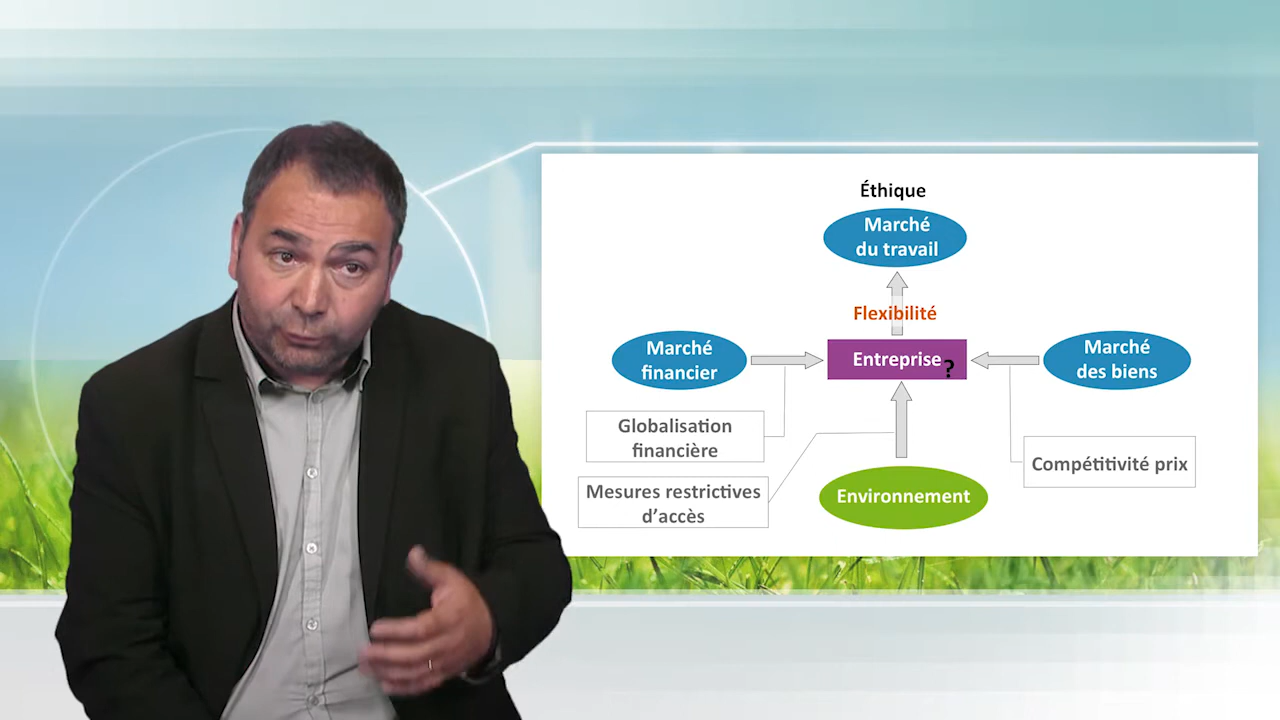 Éthique
Marché
du travail
Flexibilité
Marché
financier
Entreprise
?
Marché
des biens
Globalisation
financière
Mesures restrictives
d'accès
Environnement
Compétitivité prix